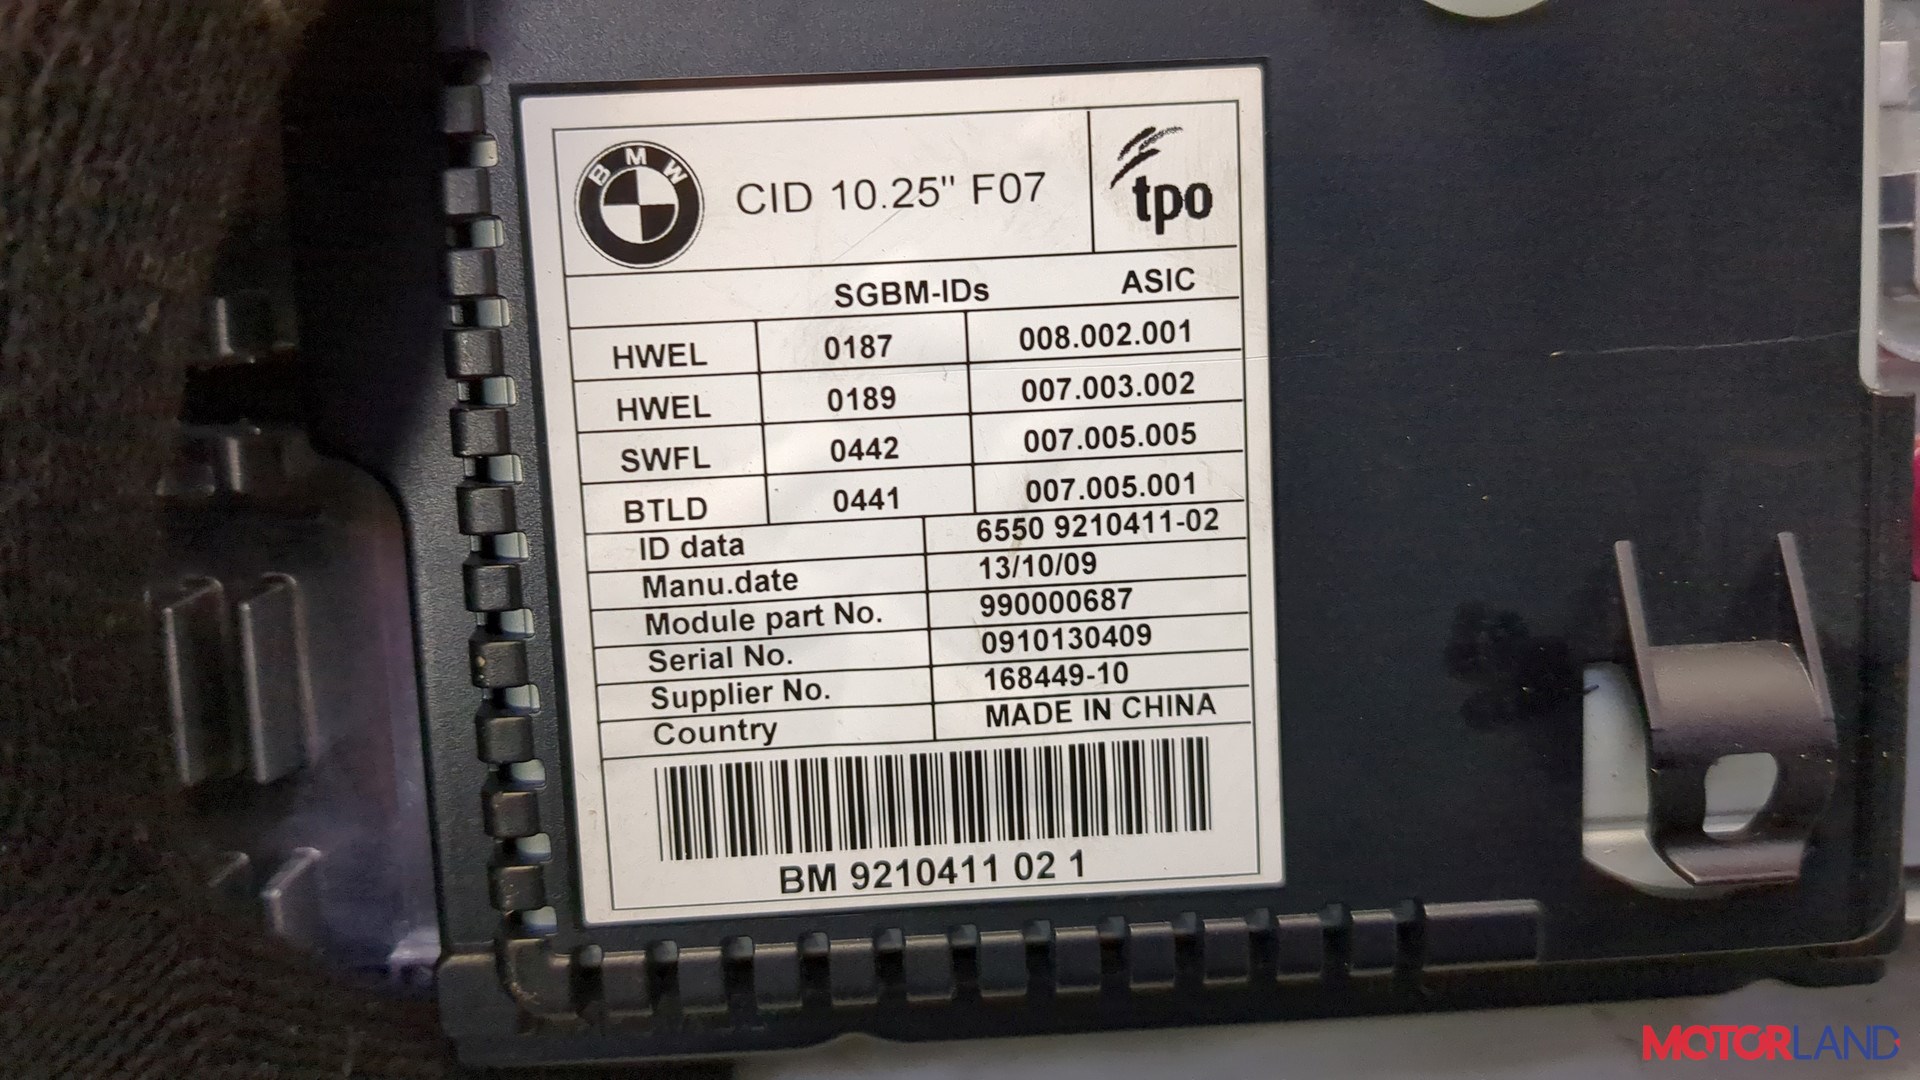 BMW
CID 10.25" F07
tpo
SGBM-IDs ASIC
HWEL 0187 008.002.001
HWEL 0189 007.003.002
SWFL 0442 007.005.005
BTLD 0441 007.005.001
ID data 6550 9210411-02
Manu.date 13/10/09
Module part No. 990000687
Serial No. 0910130409
Supplier No. 168449-10
Country MADE IN CHINA
BM 9210411 02 1
MOTORLAND